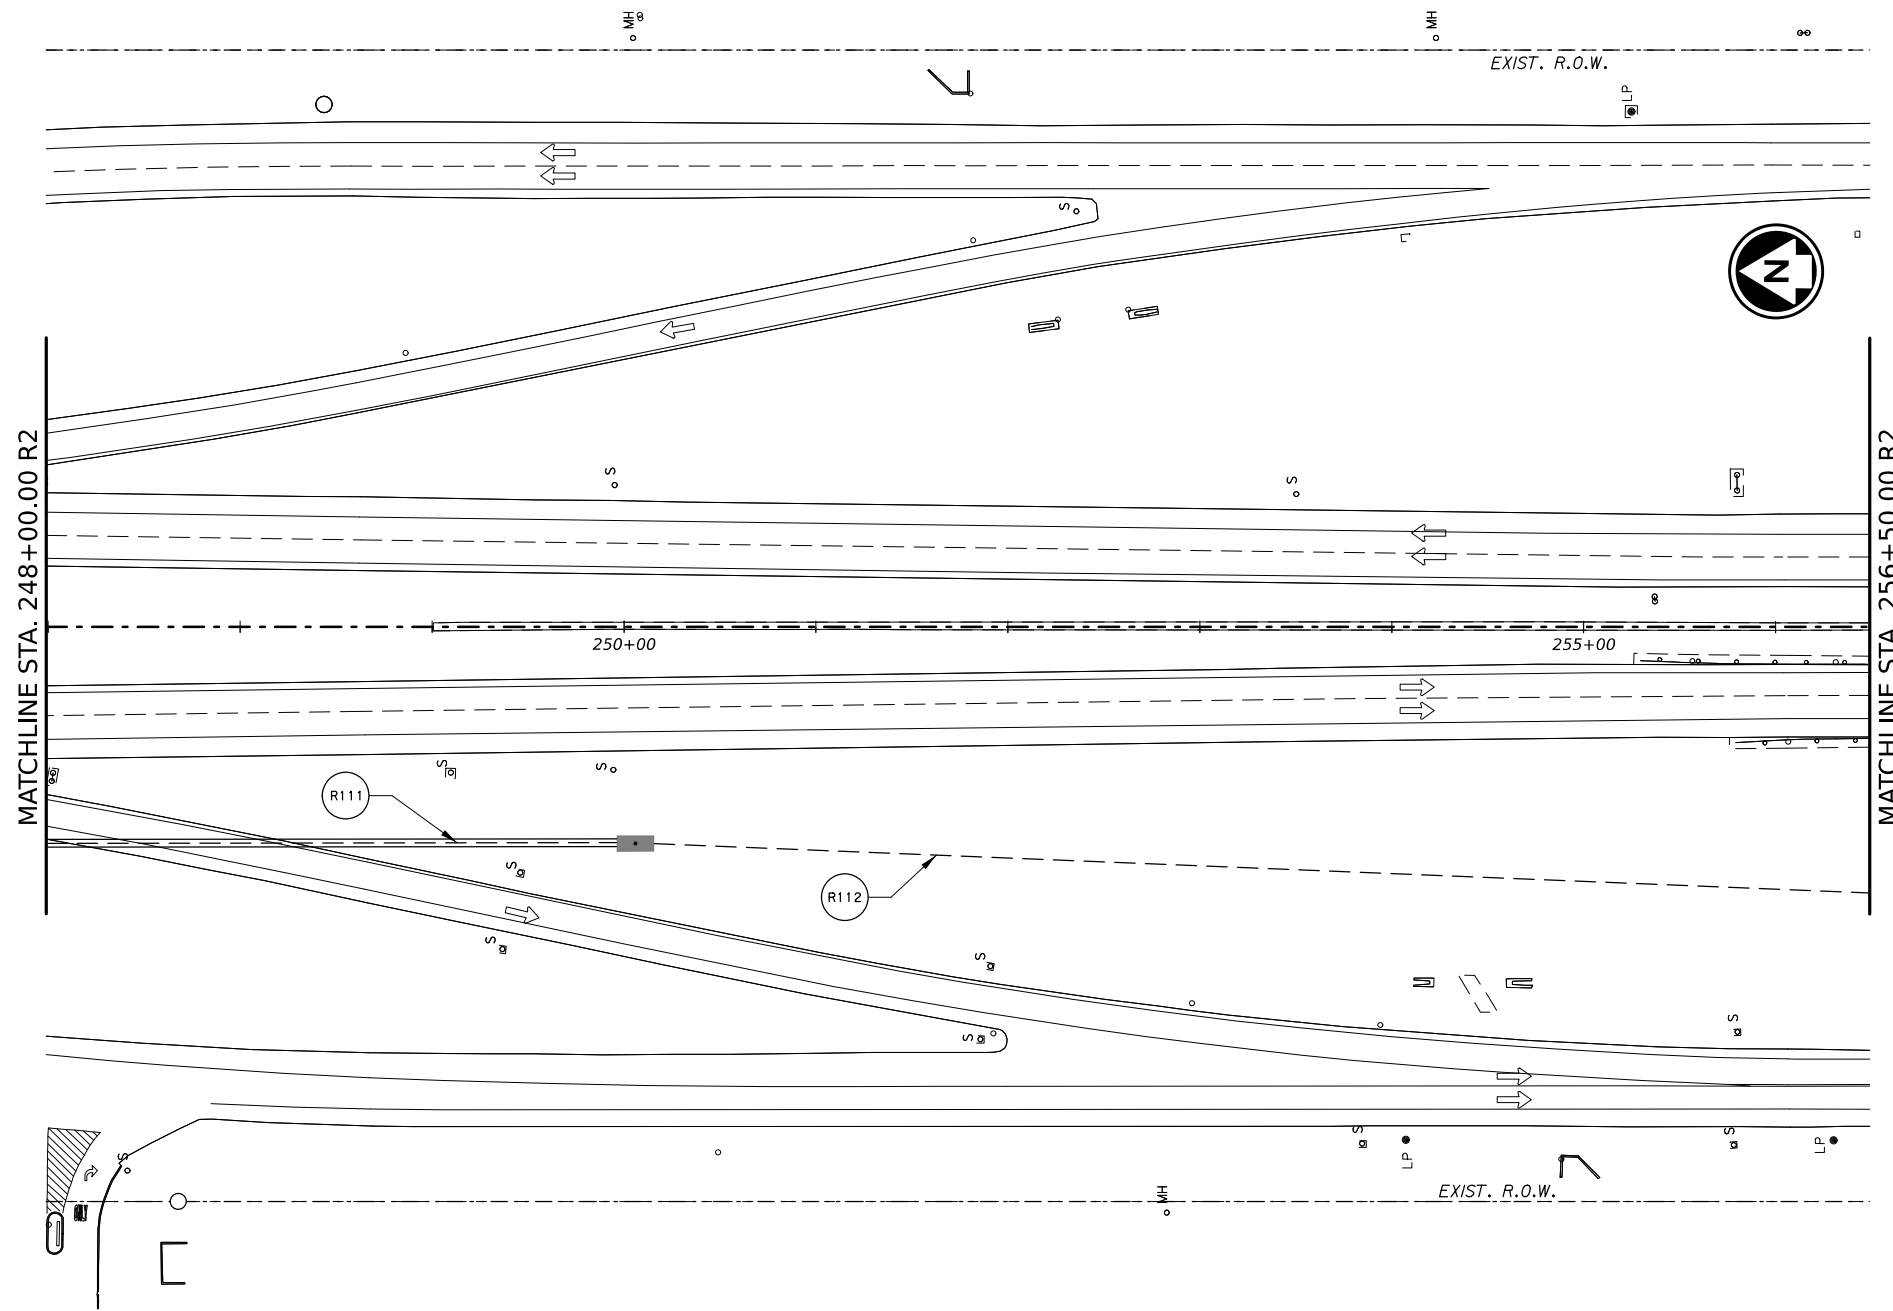 MH
MH
EXIST. R.O.W.
LP
S
N
S
S
MATCHLINE STA. 248+00.00 R2
MATCHLINE STA. 256+50.00 R2
250+00
255+00
S
S
R111
S
R112
S
S
S
S
S
S
S
LP
LP
MH
EXIST. R.O.W.